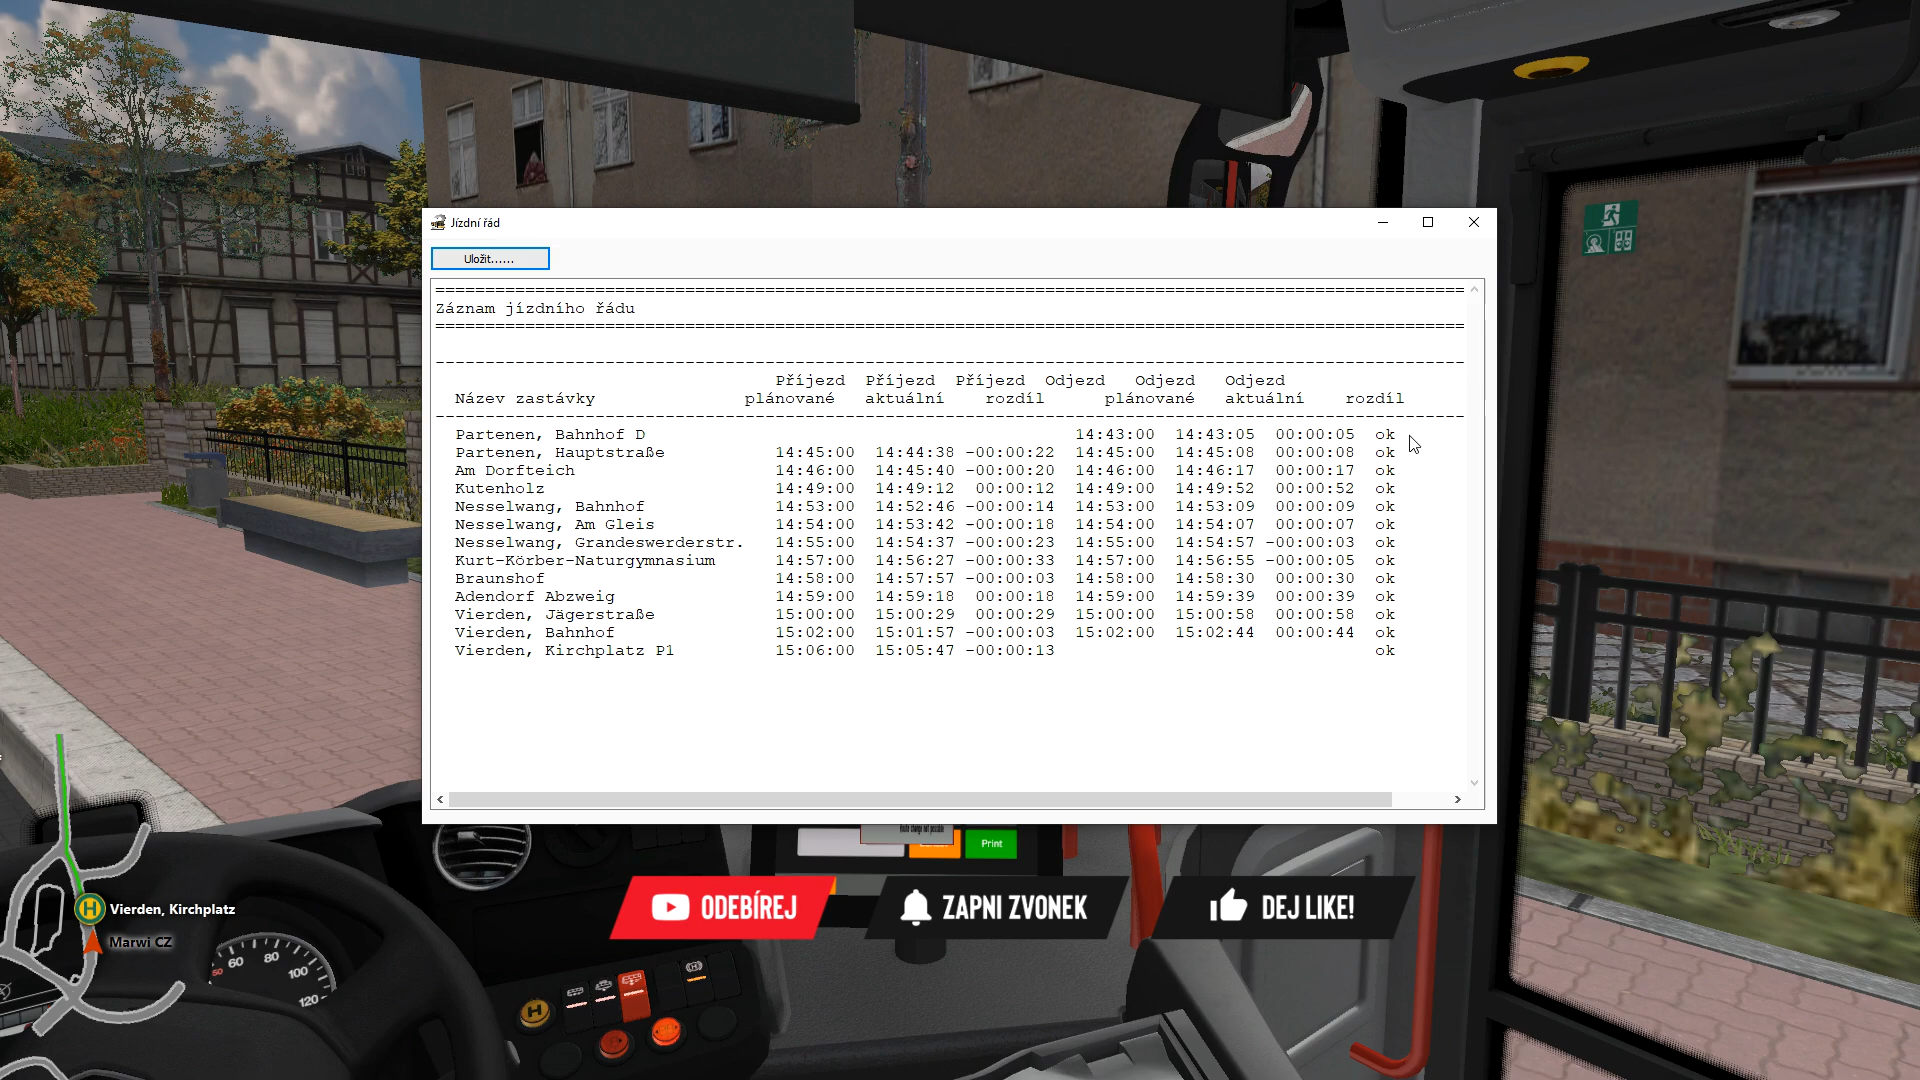 Jízdní řád
Uložit......
Záznam jízdního řádu
Příjezd Příjezd Příjezd Odjezd Odjezd Odjezd
Název zastávky plánované aktuální rozdíl plánované aktuální rozdíl
Partenen, Bahnhof D 14:43:00 14:43:05 00:00:05 ok
Partenen, Hauptstraße 14:45:00 14:44:38 -00:00:22 14:45:00 14:45:08 00:00:08 ok
Am Dorfteich 14:46:00 14:45:40 -00:00:20 14:46:00 14:46:17 00:00:17 ok
Kutenholz 14:49:00 14:49:12 00:00:12 14:49:00 14:49:52 00:00:52 ok
Nesselwang, Bahnhof 14:53:00 14:52:46 -00:00:14 14:53:00 14:53:09 00:00:09 ok
Nesselwang, Am Gleis 14:54:00 14:53:42 -00:00:18 14:54:00 14:54:07 00:00:07 ok
Nesselwang, Grandeswerderstr. 14:55:00 14:54:37 -00:00:23 14:55:00 14:54:57 -00:00:03 ok
Kurt-Körber-Naturgymnasium 14:57:00 14:56:27 -00:00:33 14:57:00 14:56:55 -00:00:05 ok
Braunshof 14:58:00 14:57:57 -00:00:03 14:58:00 14:58:30 00:00:30 ok
Adendorf Abzweig 14:59:00 14:59:18 00:00:18 14:59:00 14:59:39 00:00:39 ok
Vierden, Jägerstraße 15:00:00 15:00:29 00:00:29 15:00:00 15:00:58 00:00:58 ok
Vierden, Bahnhof 15:02:00 15:01:57 -00:00:03 15:02:00 15:02:44 00:00:44 ok
Vierden, Kirchplatz P1 15:06:00 15:05:47 -00:00:13 ok
Print
ODEBÍREJ
ZAPNI ZVONEK
DEJ LIKE!
H
Vierden, Kirchplatz
Marwi CZ
50 60 80 100 120
H